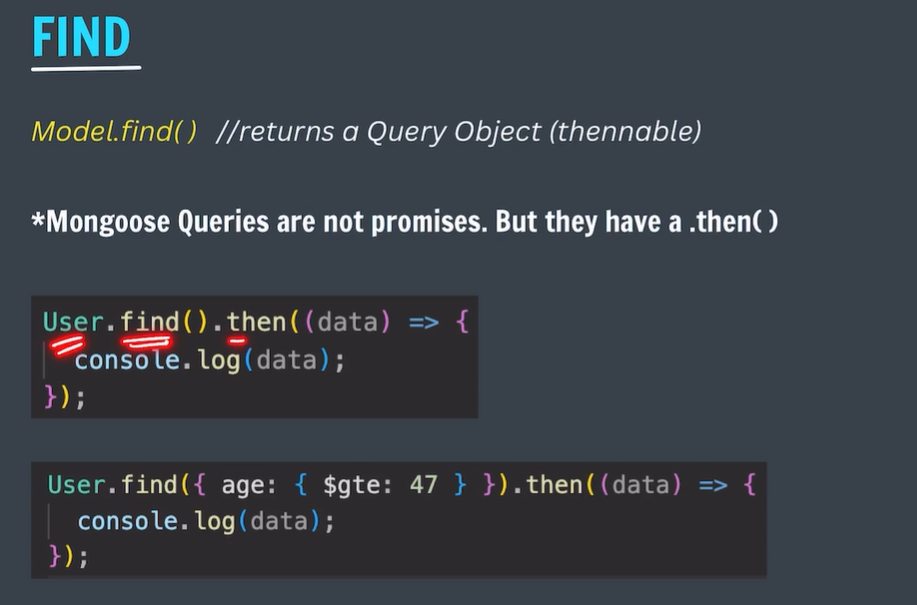 FIND
Model.find() //returns a Query Object (thennable)
*Mongoose Queries are not promises. But they have a .then( )
User.find().then((data) => {
console.log(data);
});
User.find({ age: { $gte: 47 } }).then((data) => {
console.log(data);
});